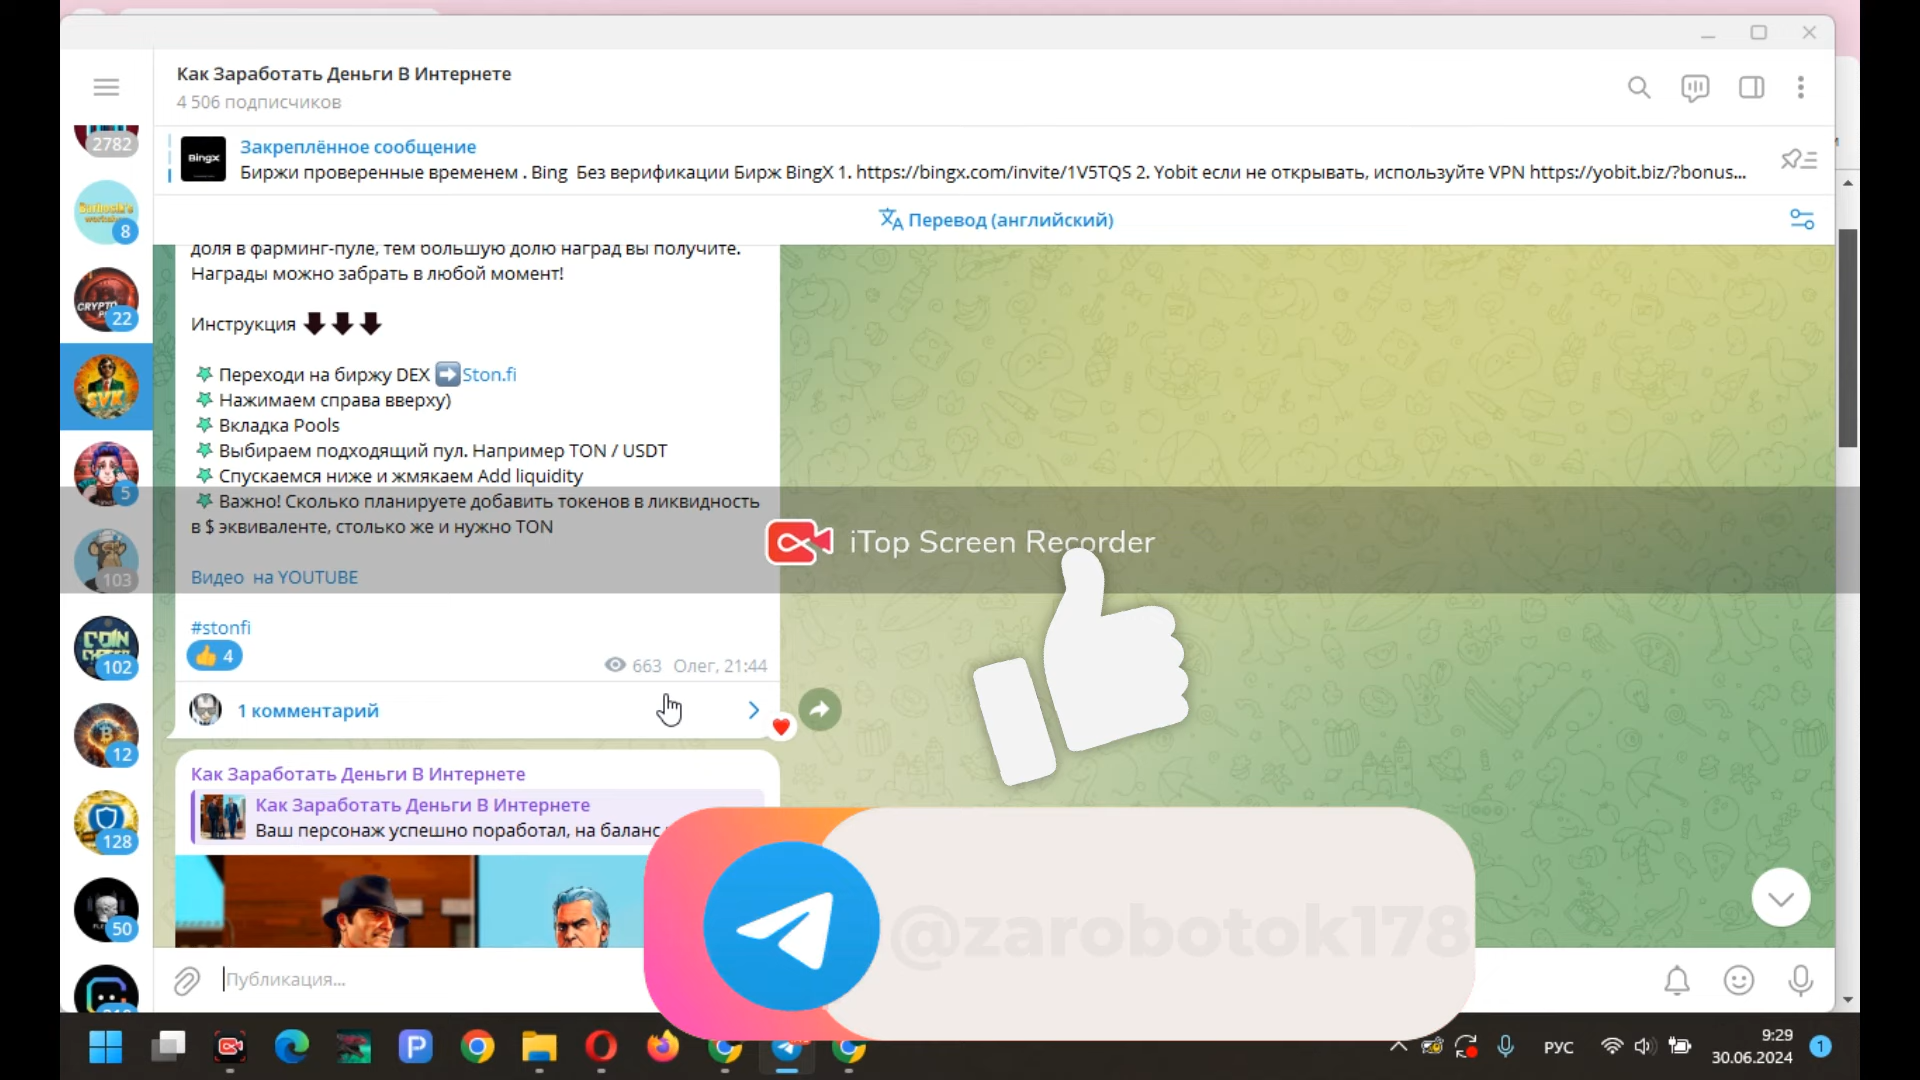 Как Заработать Деньги В Интернете
4 506 подписчиков
2782
BingX
Закреплённое сообщение
Биржи проверенные временем . Bing Без верификации Бирж BingX 1. https://bingx.com/invite/1V5TQS 2. Yobit если не открывать, используйте VPN https://yobit.biz/?bonus...
8
Перевод (английский)
доля в фарминг-пуле, тем большую долю наград вы получите.
Награды можно забрать в любой момент!
22
Инструкция
SVK
Переходи на биржу DEX Ston.fi
Нажимаем справа вверху)
Вкладка Pools
Выбираем подходящий пул. Например TON / USDT
Спускаемся ниже и жмякаем Add liquidity
5
Важно! Сколько планируете добавить токенов в ликвидность
в $ эквиваленте, столько же и нужно TON
iTop Screen Recorder
103
Видео на YOUTUBE
#stonfi
COIN
102
4
663 Олег, 21:44
1 комментарий
12
Как Заработать Деньги В Интернете
Как Заработать Деньги В Интернете
Ваш персонаж успешно поработал, на баланс
128
50
@zarobotok178
Публикация...
РУС
9:29
30.06.2024
1